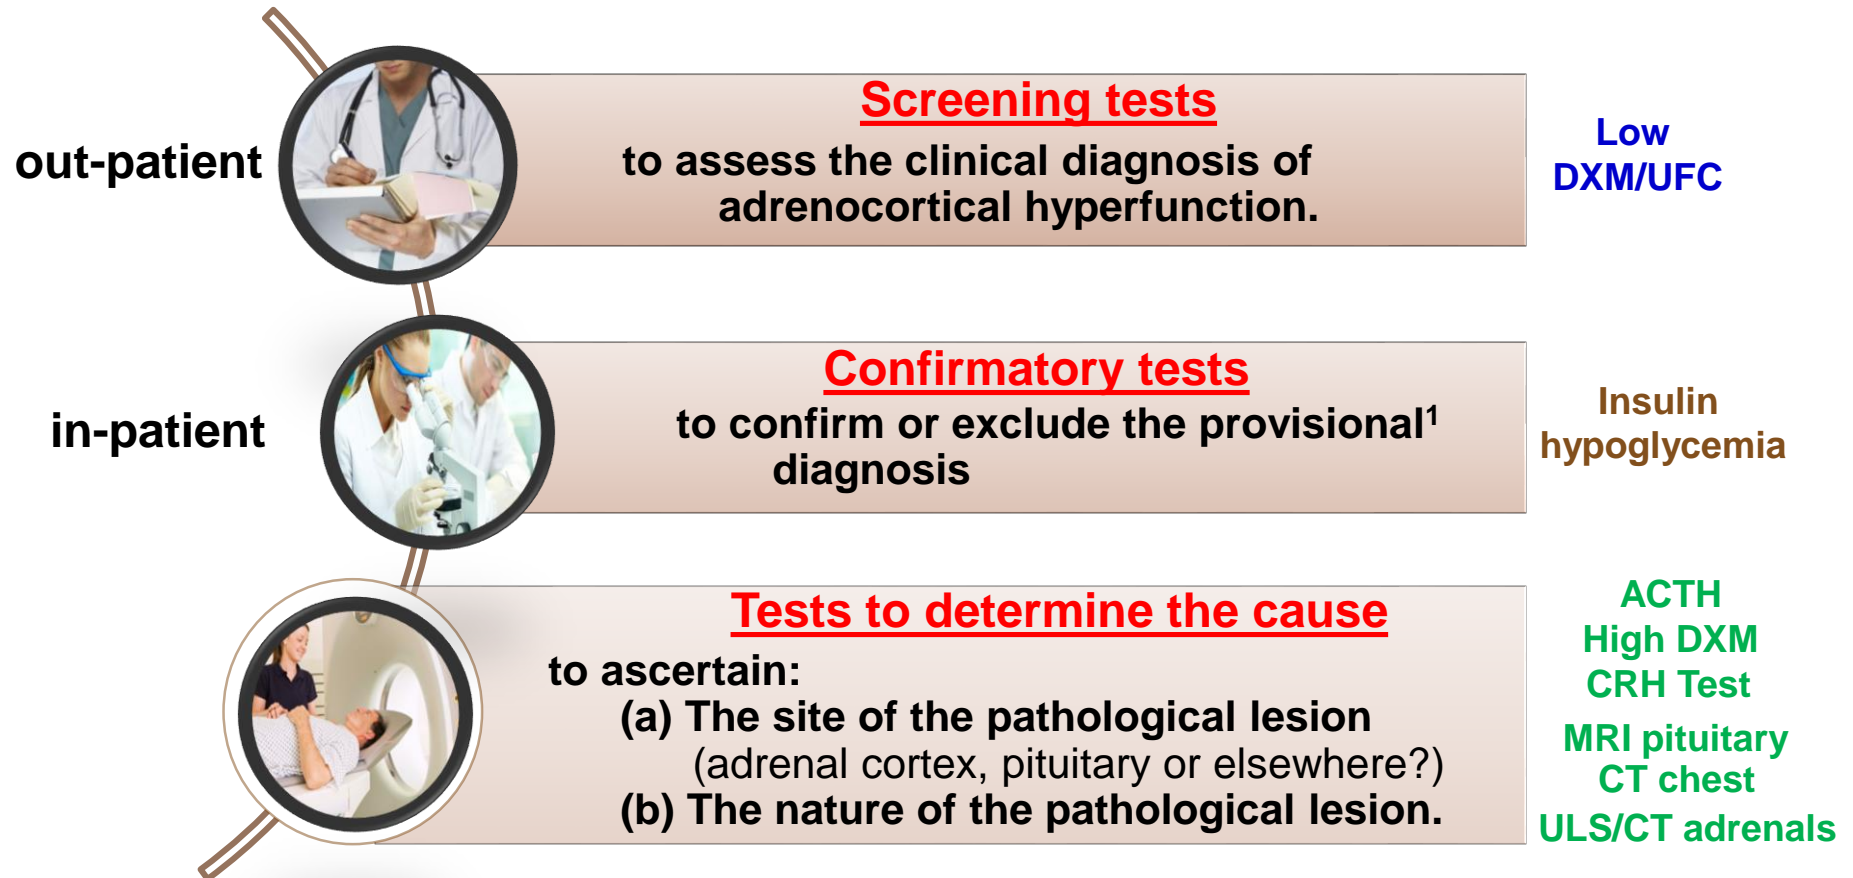 out-patient
Screening tests
to assess the clinical diagnosis of
adrenocortical hyperfunction.
Low
DXM/UFC
in-patient
Confirmatory tests
to confirm or exclude the provisional¹
diagnosis
Insulin
hypoglycemia
Tests to determine the cause
to ascertain:
(a) The site of the pathological lesion
(adrenal cortex, pituitary or elsewhere?)
(b) The nature of the pathological lesion.
ACTH
High DXM
CRH Test
MRI pituitary
CT chest
ULS/CT adrenals